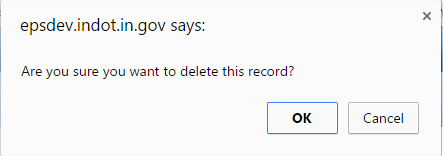 epsdev.indot.in.gov says:
Are you sure you want to delete this record?
OK Cancel